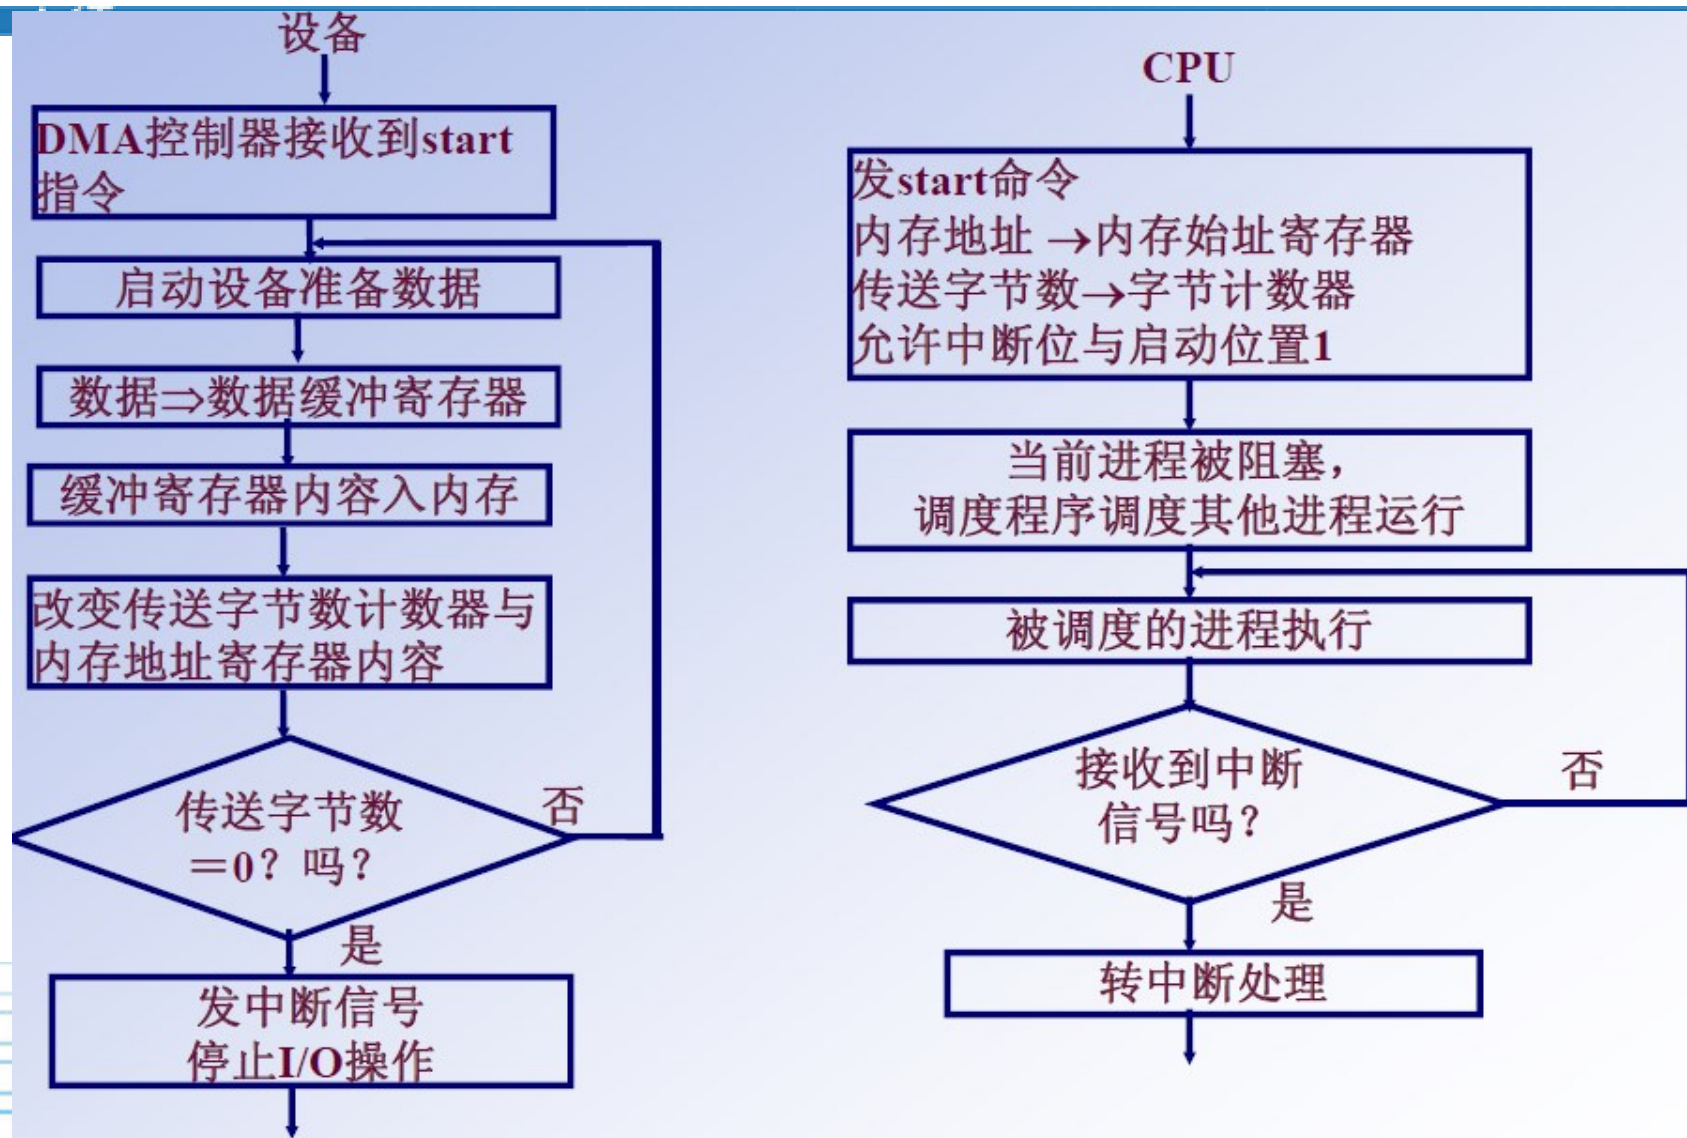 设备
DMA控制器接收到start
指令
启动设备准备数据
数据⇒数据缓冲寄存器
缓冲寄存器内容入内存
改变传送字节数计数器与
内存地址寄存器内容
传送字节数
＝0？吗？
否
是
发中断信号
停止I/O操作
CPU
发start命令
内存地址→内存始址寄存器
传送字节数→字节计数器
允许中断位与启动位置1
当前进程被阻塞，
调度程序调度其他进程运行
被调度的进程执行
接收到中断
信号吗？
否
是
转中断处理